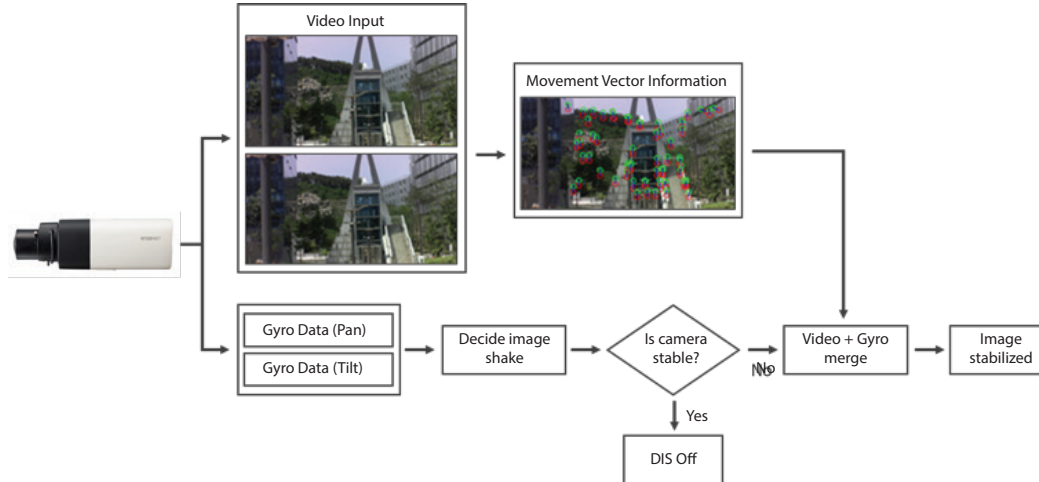 Video Input
Movement Vector Information
Gyro Data (Pan)
Gyro Data (Tilt)
Decide image
shake
Is camera
stable?
No
Yes
DIS Off
Video + Gyro
merge
Image
stabilized